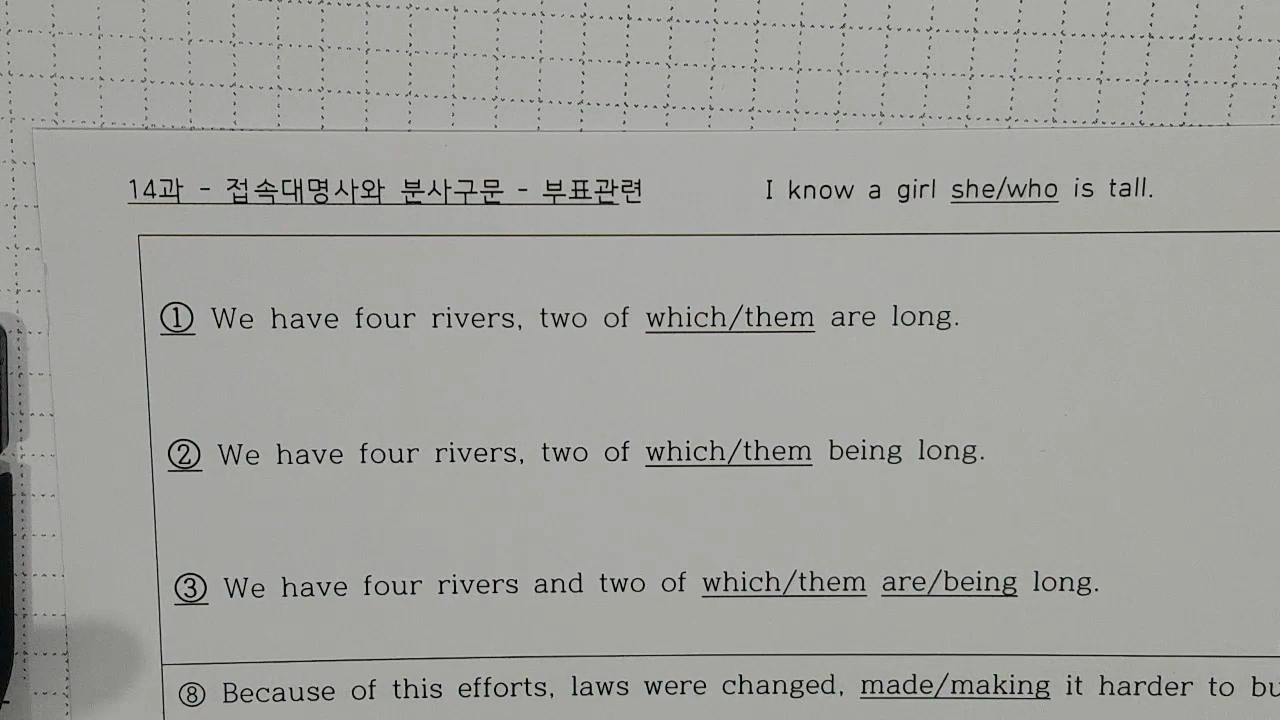 14과 - 접속대명사와 분사구문 - 부표관련 I know a girl she/who is tall.
① We have four rivers, two of which/them are long.
② We have four rivers, two of which/them being long.
③ We have four rivers and two of which/them are/being long.
⑧ Because of this efforts, laws were changed, made/making it harder to